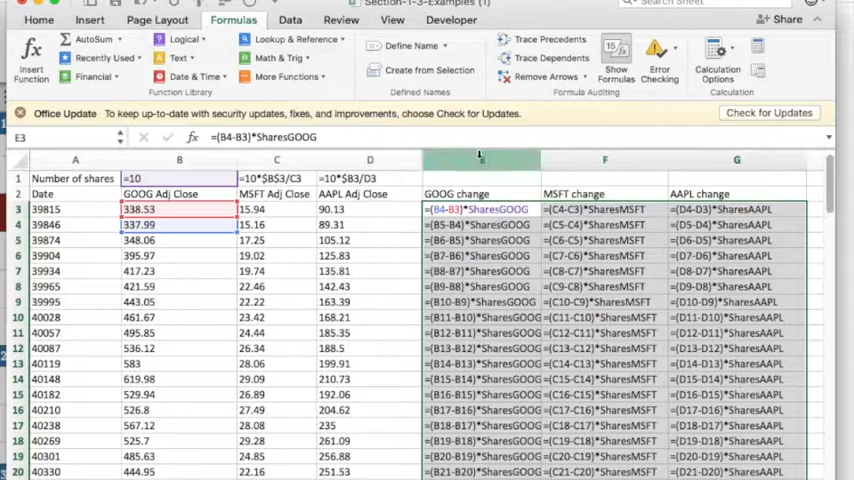 Section-1-3-Examples (1)
Home Insert Page Layout Formulas Data Review View Developer Share
Insert Function
AutoSum Logical Lookup & Reference
Recently Used Text Math & Trig
Financial Date & Time More Functions
Function Library
Define Name
Create from Selection
Defined Names
Trace Precedents
Trace Dependents
Remove Arrows
Show Formulas
Error Checking
Formula Auditing
Calculation Options
Calculation
Office Update To keep up-to-date with security updates, fixes, and improvements, choose Check for Updates. Check for Updates
E3 fx =(B4-B3)*SharesGOOG
A B C D F G
1 Number of shares =10 =10*$B$3/C3 =10*$B3/D3
2 Date GOOG Adj Close MSFT Adj Close AAPL Adj Close GOOG change MSFT change AAPL change
3 39815 338.53 15.94 90.13 =(B4-B3)*SharesGOOG =(C4-C3)*SharesMSFT =(D4-D3)*SharesAAPL
4 39846 337.99 15.16 89.31 =(B5-B4)*SharesGOOG =(C5-C4)*SharesMSFT =(D5-D4)*SharesAAPL
5 39874 348.06 17.25 105.12 =(B6-B5)*SharesGOOG =(C6-C5)*SharesMSFT =(D6-D5)*SharesAAPL
6 39904 395.97 19.02 125.83 =(B7-B6)*SharesGOOG =(C7-C6)*SharesMSFT =(D7-D6)*SharesAAPL
7 39934 417.23 19.74 135.81 =(B8-B7)*SharesGOOG =(C8-C7)*SharesMSFT =(D8-D7)*SharesAAPL
8 39965 421.59 22.46 142.43 =(B9-B8)*SharesGOOG =(C9-C8)*SharesMSFT =(D9-D8)*SharesAAPL
9 39995 443.05 22.22 163.39 =(B10-B9)*SharesGOOG =(C10-C9)*SharesMSFT =(D10-D9)*SharesAAPL
10 40028 461.67 23.42 168.21 =(B11-B10)*SharesGOOG =(C11-C10)*SharesMSFT =(D11-D10)*SharesAAPL
11 40057 495.85 24.44 185.35 =(B12-B11)*SharesGOOG =(C12-C11)*SharesMSFT =(D12-D11)*SharesAAPL
12 40087 536.12 26.34 188.5 =(B13-B12)*SharesGOOG =(C13-C12)*SharesMSFT =(D13-D12)*SharesAAPL
13 40119 583 28.06 199.91 =(B14-B13)*SharesGOOG =(C14-C13)*SharesMSFT =(D14-D13)*SharesAAPL
14 40148 619.98 29.09 210.73 =(B15-B14)*SharesGOOG =(C15-C14)*SharesMSFT =(D15-D14)*SharesAAPL
15 40182 529.94 26.89 192.06 =(B16-B15)*SharesGOOG =(C16-C15)*SharesMSFT =(D16-D15)*SharesAAPL
16 40210 526.8 27.49 204.62 =(B17-B16)*SharesGOOG =(C17-C16)*SharesMSFT =(D17-D16)*SharesAAPL
17 40238 567.12 28.08 235 =(B18-B17)*SharesGOOG =(C18-C17)*SharesMSFT =(D18-D17)*SharesAAPL
18 40269 525.7 29.28 261.09 =(B19-B18)*SharesGOOG =(C19-C18)*SharesMSFT =(D19-D18)*SharesAAPL
19 40301 485.63 24.85 256.88 =(B20-B19)*SharesGOOG =(C20-C19)*SharesMSFT =(D20-D19)*SharesAAPL
20 40330 444.95 22.16 251.53 =(B21-B20)*SharesGOOG =(C21-C20)*SharesMSFT =(D21-D20)*SharesAAPL